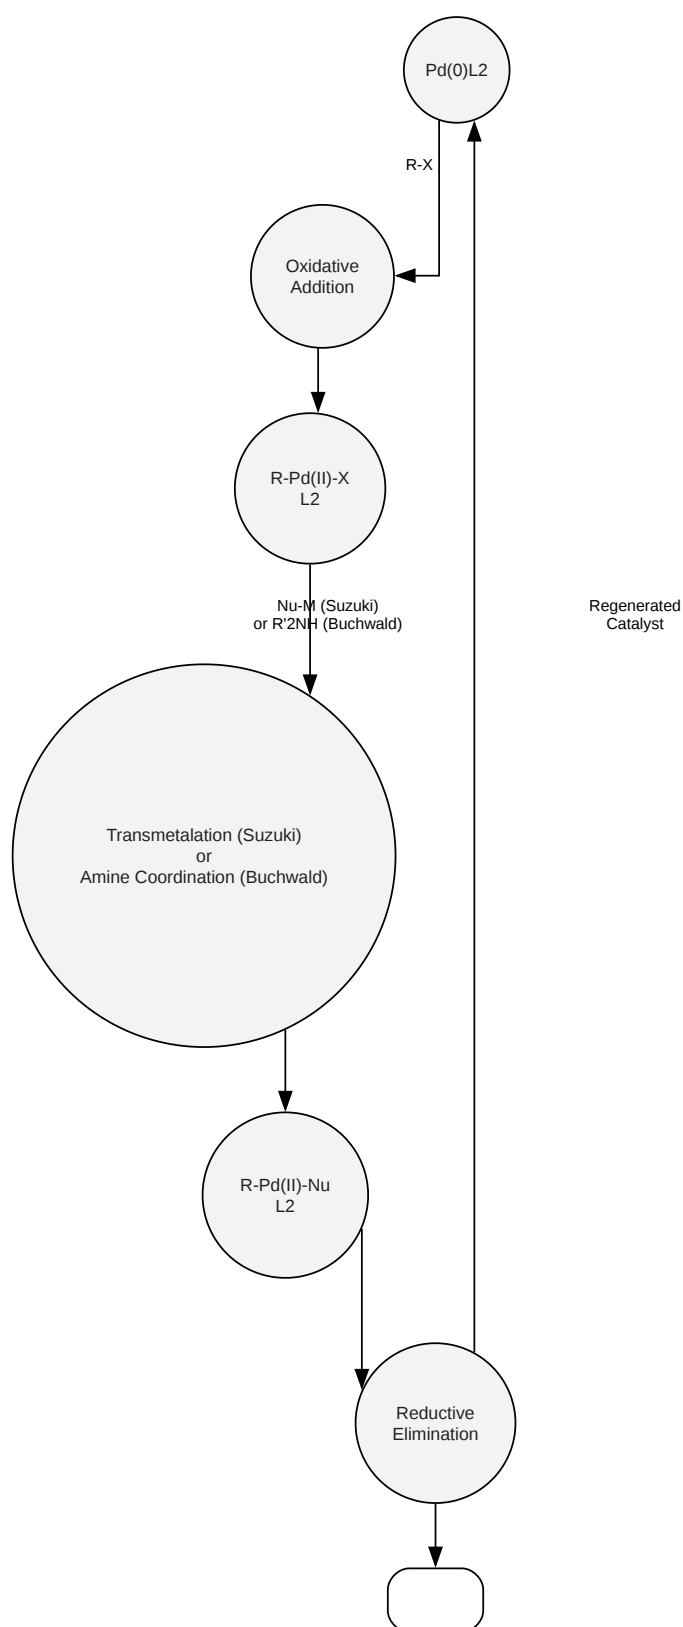 Pd(0)L2
R-X
Oxidative
Addition
R-Pd(II)-X
L2
Nu-M (Suzuki)
or R'2NH (Buchwald)
Regenerated
Catalyst
Transmetalation (Suzuki)
or
Amine Coordination (Buchwald)
R-Pd(II)-Nu
L2
Reductive
Elimination